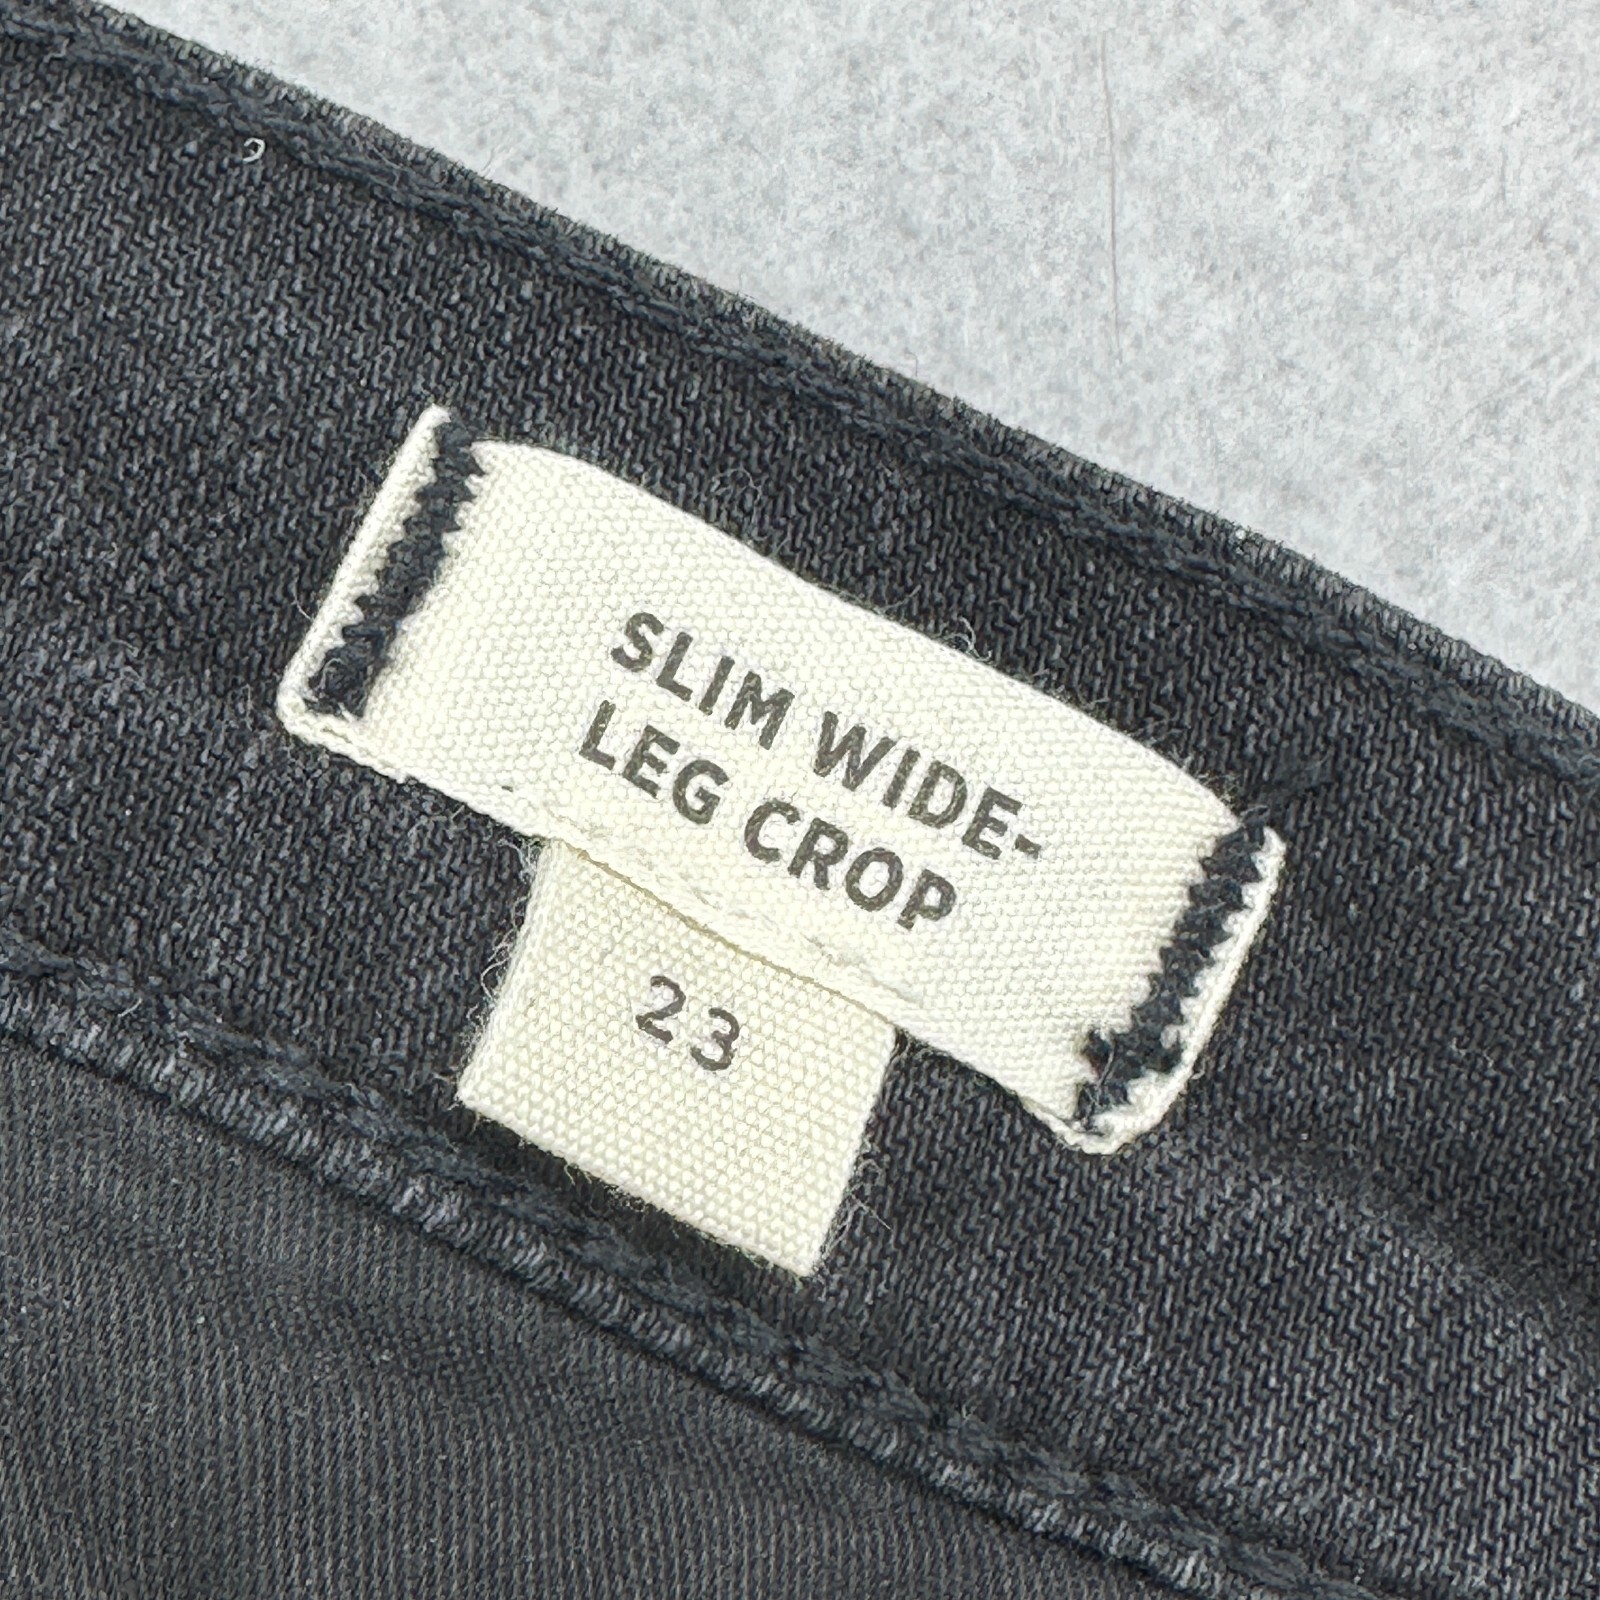 SLIM WIDE-
LEG CROP
23